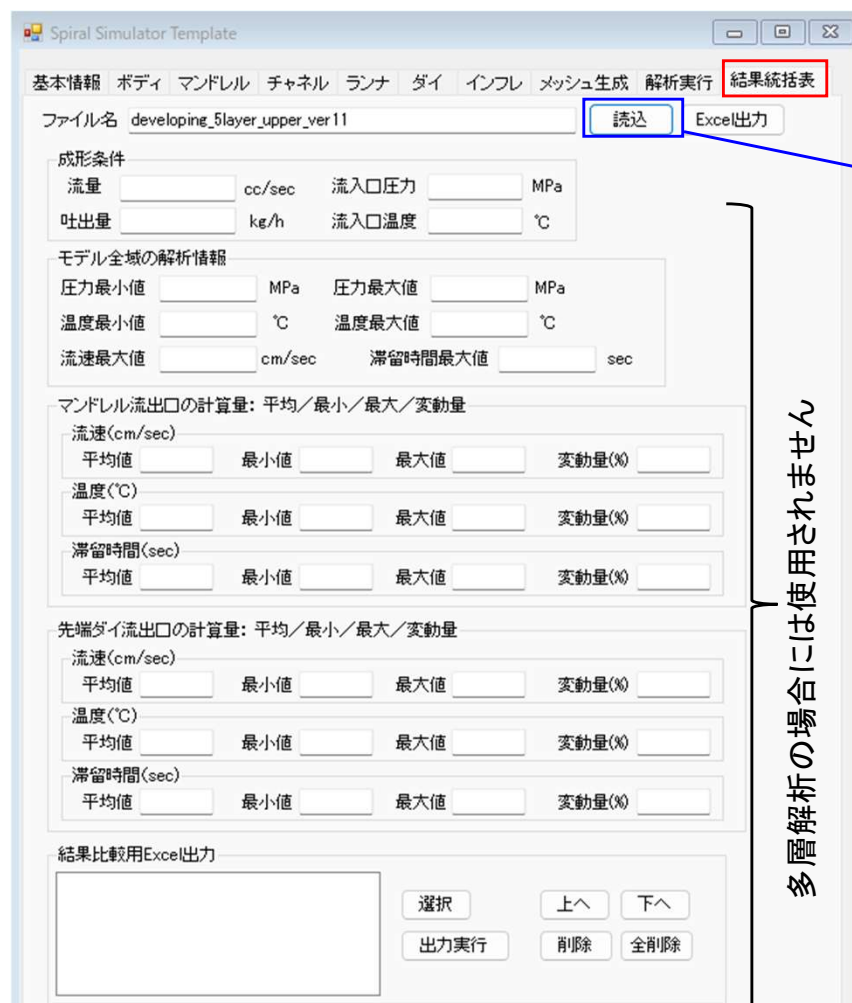 Spiral Simulator Template
基本情報 ボディ マンドレル チャネル ランナ ダイ インフレ メッシュ生成 解析実行 結果統括表
ファイル名 developing_5layer_upper_ver11 読込 Excel出力
成形条件
流量 cc/sec 流入口圧力 MPa
吐出量 kg/h 流入口温度 ℃
モデル全域の解析情報
圧力最小値 MPa 圧力最大値 MPa
温度最小値 ℃ 温度最大値 ℃
流速最大値 cm/sec 滞留時間最大値 sec
マンドレル流出口の計算量: 平均／最小／最大／変動量
流速(cm/sec)
平均値 最小値 最大値 変動量(%)
温度(℃)
平均値 最小値 最大値 変動量(%)
滞留時間(sec)
平均値 最小値 最大値 変動量(%)
先端ダイ流出口の計算量: 平均／最小／最大／変動量
流速(cm/sec)
平均値 最小値 最大値 変動量(%)
温度(℃)
平均値 最小値 最大値 変動量(%)
滞留時間(sec)
平均値 最小値 最大値 変動量(%)
結果比較用Excel出力
選択 上へ 下へ
出力実行 削除 全削除
多層解析の場合には使用されません